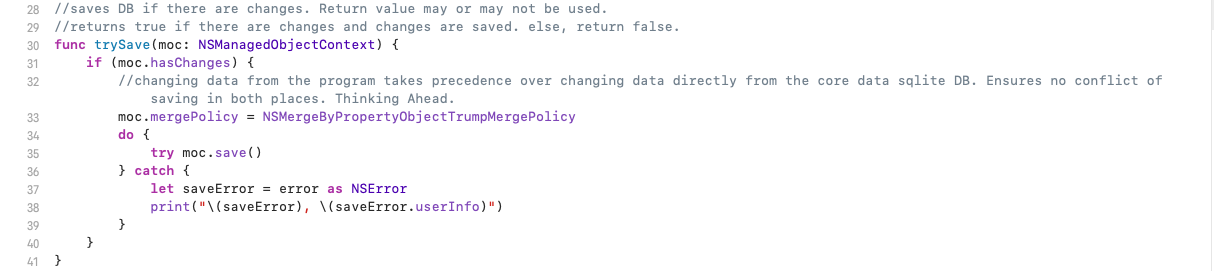 28 //saves DB if there are changes. Return value may or may not be used.
29 //returns true if there are changes and changes are saved. else, return false.
30 func trySave(moc: NSManagedObjectContext) {
31     if (moc.hasChanges) {
32         //changing data from the program takes precedence over changing data directly from the core data sqlite DB. Ensures no conflict of
            saving in both places. Thinking Ahead.
33         moc.mergePolicy = NSMergeByPropertyObjectTrumpMergePolicy
34         do {
35             try moc.save()
36         } catch {
37             let saveError = error as NSError
38             print("\(saveError), \(saveError.userInfo)")
39         }
40     }
41 }